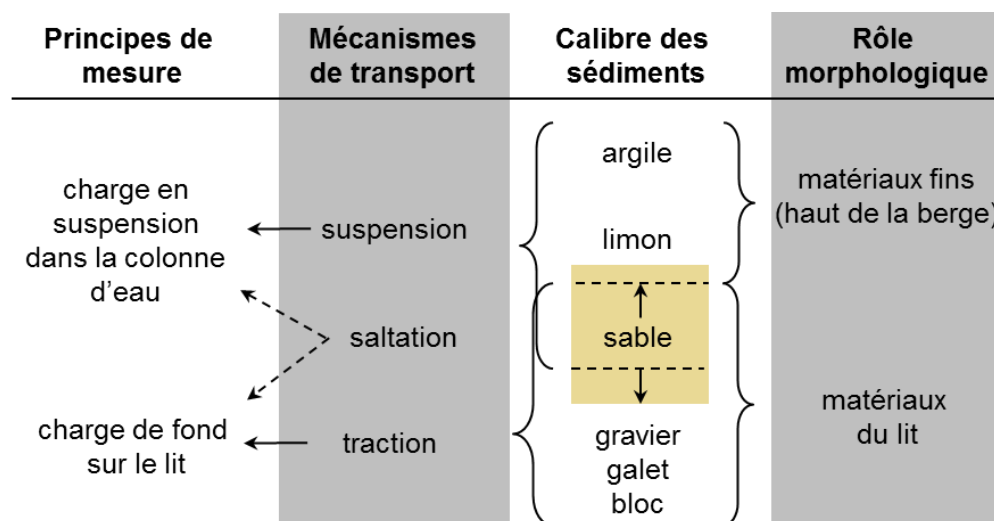 Principes de
mesure
Mécanismes
de transport
Calibre des
sédiments
Rôle
morphologique
charge en
suspension
dans la colonne
d'eau
charge de fond
sur le lit
suspension
saltation
traction
argile
limon
sable
gravier
galet
bloc
matériaux fins
(haut de la berge)
matériaux
du lit